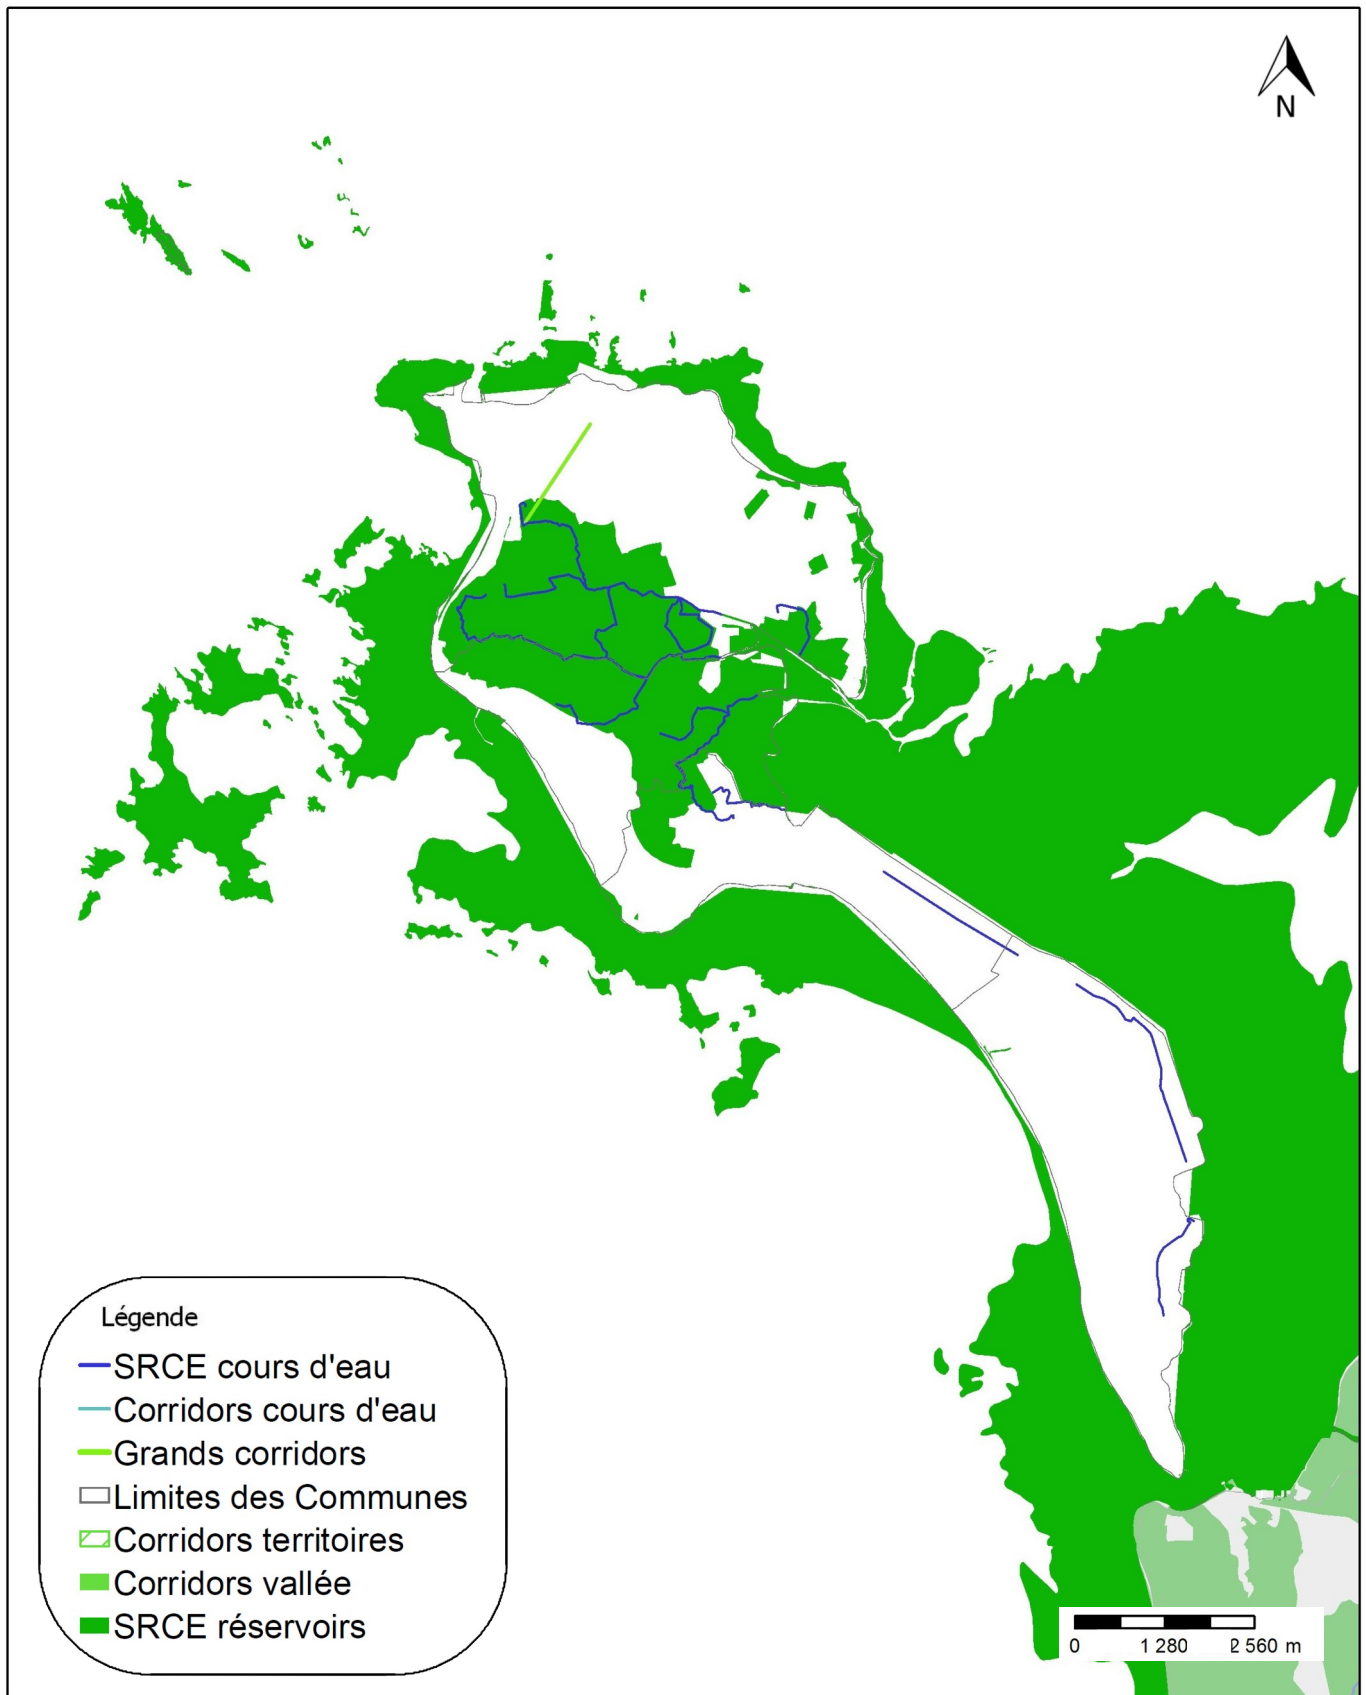 N
Légende
SRCE cours d'eau
Corridors cours d'eau
Grands corridors
Limites des Communes
Corridors territoires
Corridors vallée
SRCE réservoirs
0 1 280 2 560 m